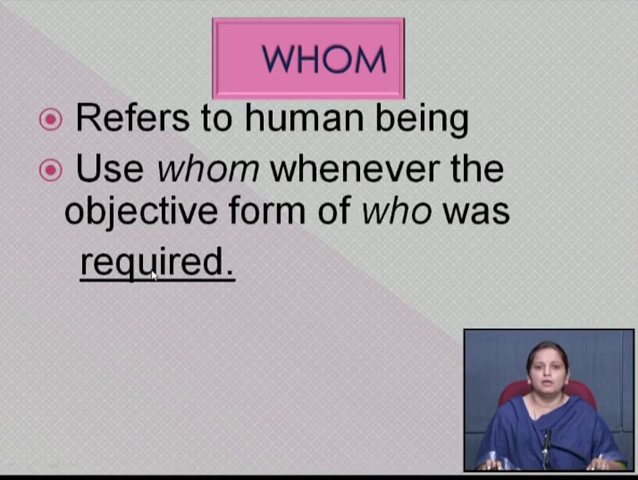 WHOM
Refers to human being
Use whom whenever the
objective form of who was
required.